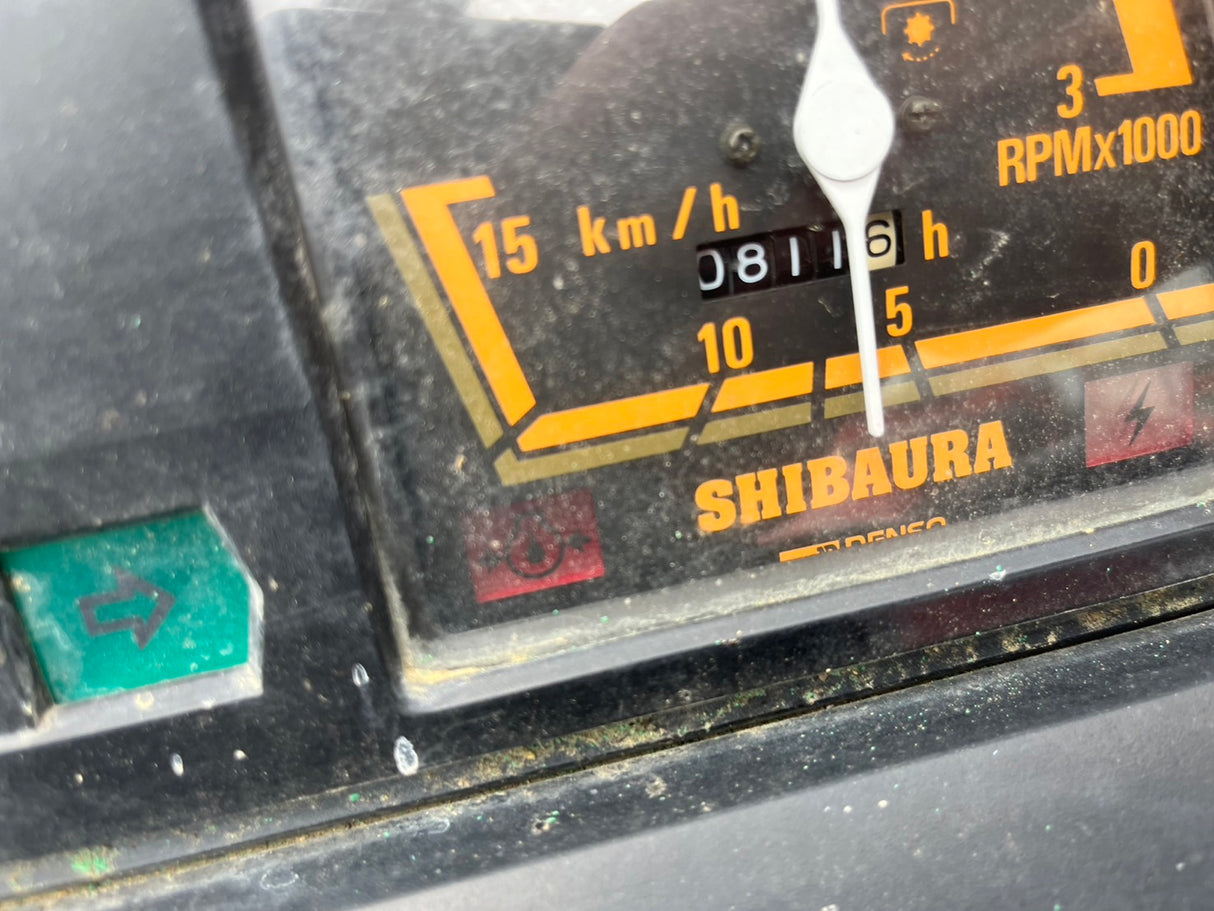 3
RPMx1000
15 km/h
08116 h
10 5 0
SHIBAURA
DENSO